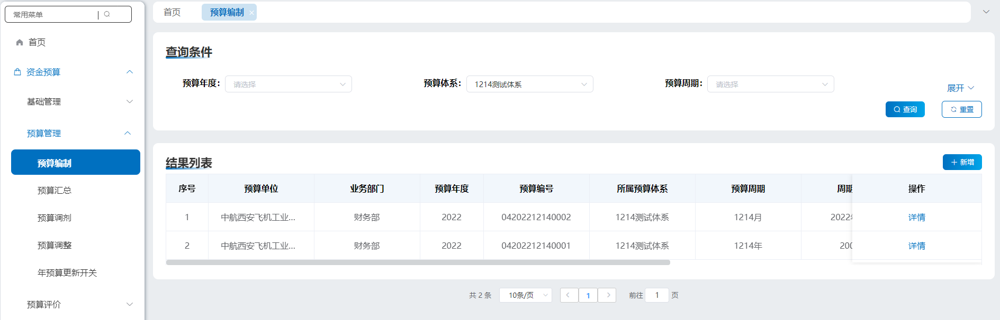 常用菜单
首页
资金预算
基础管理
预算管理
预算编制
预算汇总
预算调剂
预算调整
年预算更新开关
预算评价
首页 预算编制
查询条件
预算年度： 请选择 预算体系： 1214测试体系 预算周期： 请选择 展开
查询 重置
结果列表 新增
序号 预算单位 业务部门 预算年度 预算编号 所属预算体系 预算周期 周期 操作
1 中航西安飞机工业... 财务部 2022 04202212140002 1214测试体系 1214月 2022 详情
2 中航西安飞机工业... 财务部 2022 04202212140001 1214测试体系 1214年 200 详情
共 2 条 10条/页 1 前往 1 页